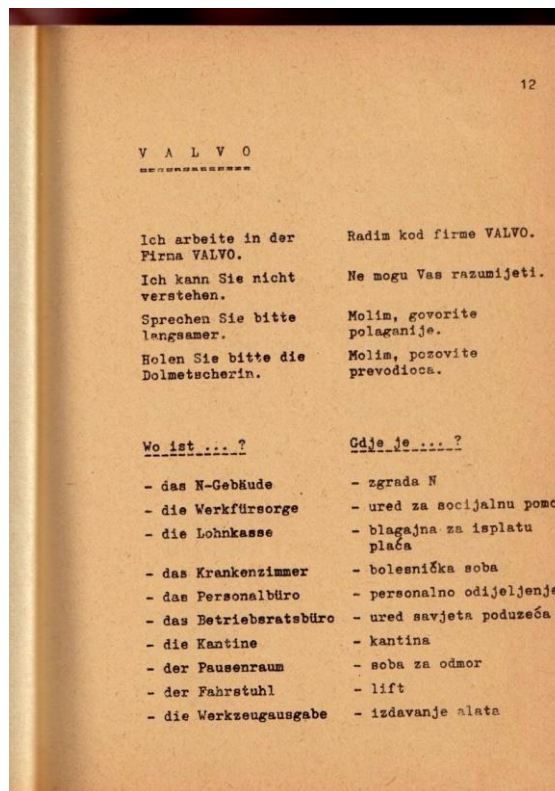 12
V A L V O
Ich arbeite in der Radim kod firme VALVO.
Firma VALVO.
Ich kann Sie nicht Ne mogu Vas razumijeti.
verstehen.
Sprechen Sie bitte Molim, govorite
langsamer. polaganije.
Holen Sie bitte die Molim, pozovite
Dolmetscherin. prevodioca.
Wo ist ... ? Gdje je ... ?
- das N-Gebäude - zgrada N
- die Werkfürsorge - ured za socijalnu pomo
- die Lohnkasse - blagajna za isplatu
plaća
- das Krankenzimmer - bolesnička soba
- das Personalbüro - personalno odijeljenje
- das Betriebsratsbüro - ured savjeta poduzeća
- die Kantine - kantina
- der Pausenraum - soba za odmor
- der Fahrstuhl - lift
- die Werkzeugausgabe - izdavanje alata